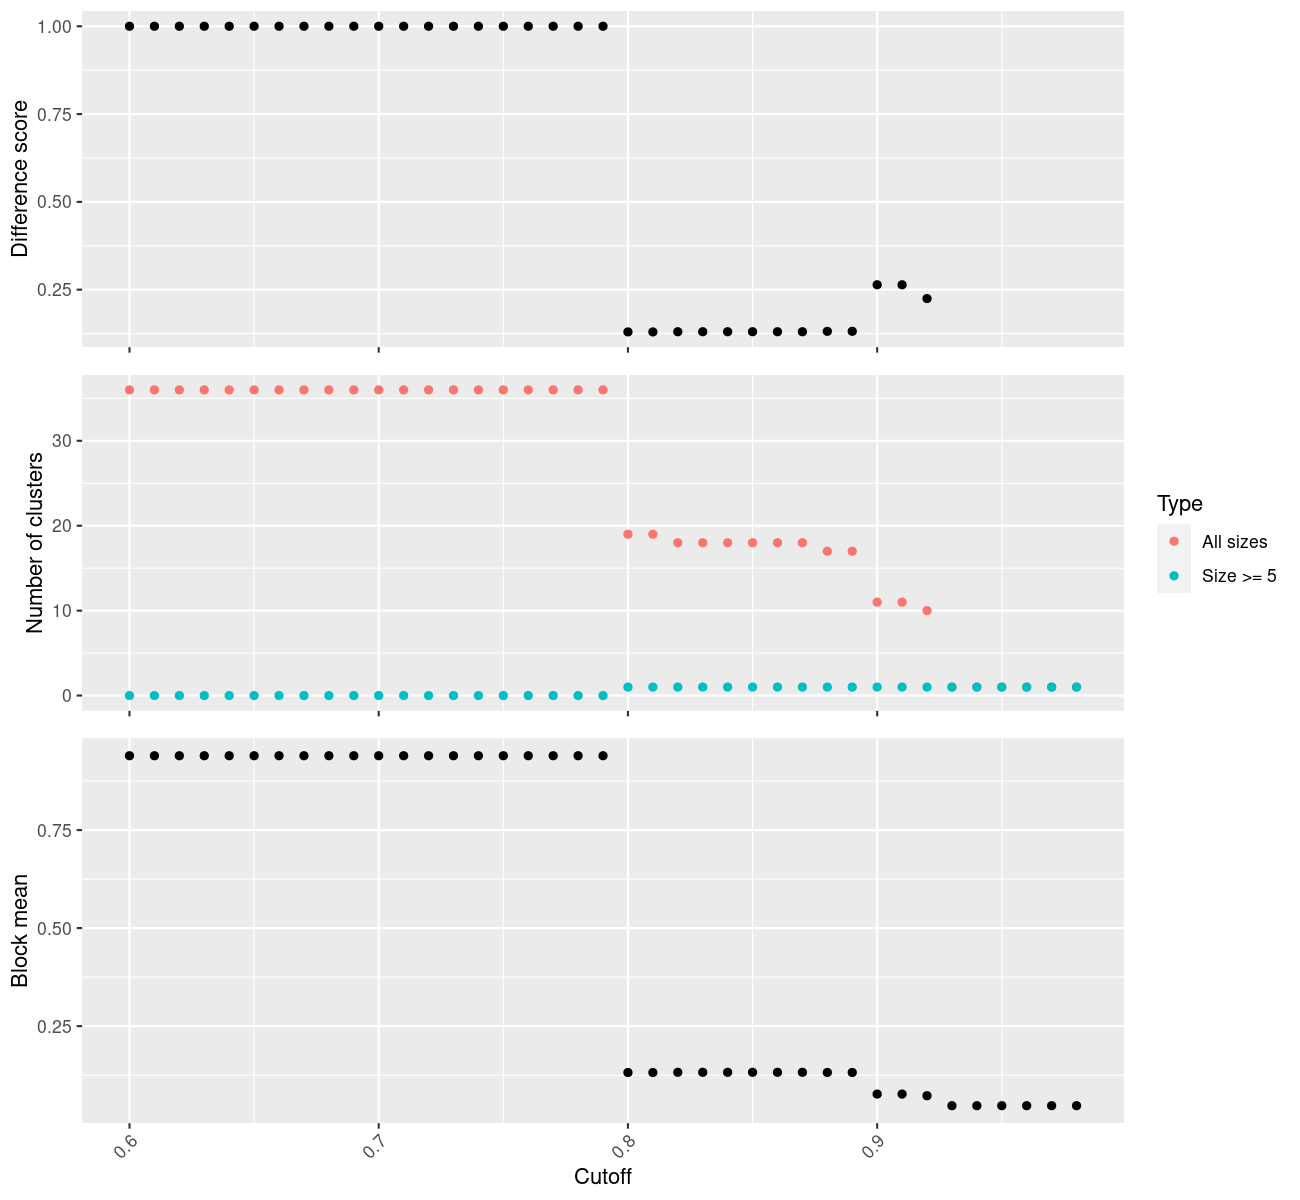 Difference score
1.00
0.75
0.50
0.25
Number of clusters
30
20
10
0
Type
All sizes
Size >= 5
Block mean
0.75
0.50
0.25
0.6
0.7
0.8
0.9
Cutoff